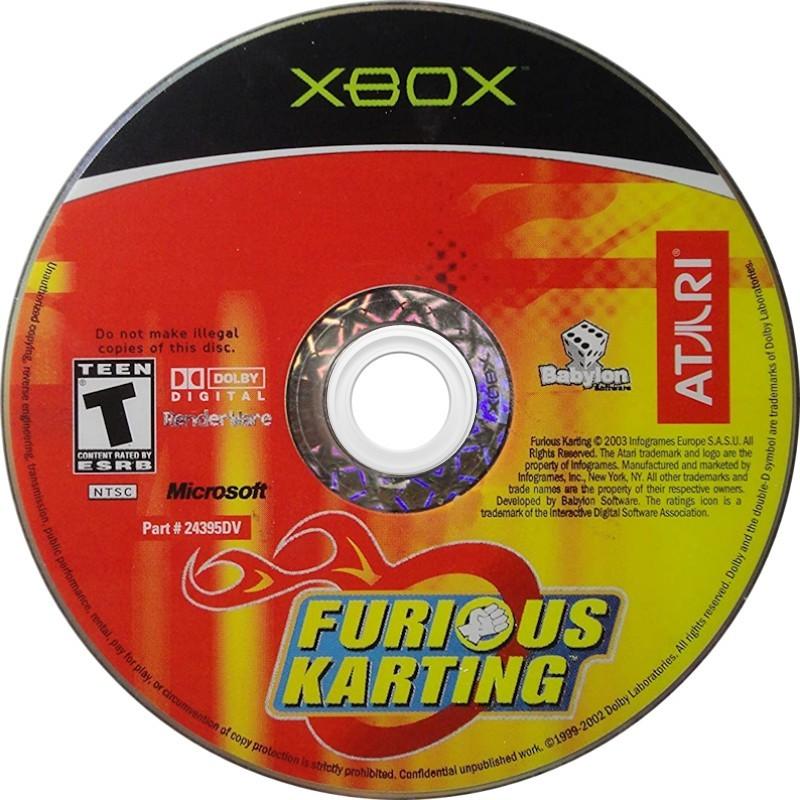 XBOX™
Do not make illegal
copies of this disc.
TEEN
T
CONTENT RATED BY
ESRB
DOLBY
DIGITAL
RenderWare
NTSC
Microsoft
Part # 24395DV
XBOX
Babylon
Software
ATARI®
Furious Karting © 2003 Infogrames Europe S.A.S.U. All
Rights Reserved. The Atari trademark and logo are the
property of Infogrames. Manufactured and marketed by
Infogrames, Inc., New York, NY. All other trademarks and
trade names are the property of their respective owners.
Developed by Babylon Software. The ratings icon is a
trademark of the Interactive Digital Software Association.
FURIOUS
KARTING™
Unauthorized copying, reverse engineering, transmission, public performance, rental, pay for play, or circumvention of copy protection is strictly prohibited. Confidential unpublished work. ©1999-2002 Dolby Laboratories. All rights reserved. Dolby and the double-D symbol are trademarks of Dolby Laboratories.